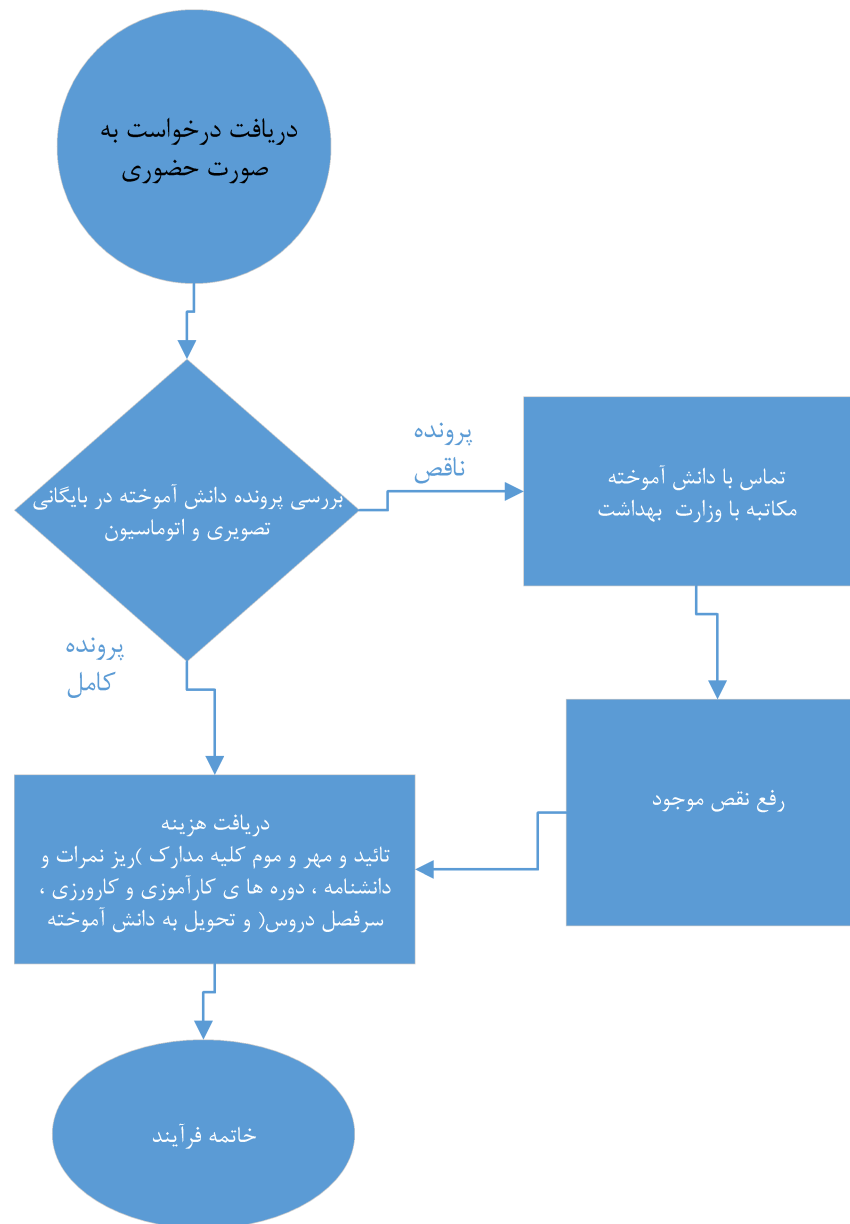 دریافت درخواست به
صورت حضوری
پرونده
ناقص
بررسی پرونده دانش آموخته در بایگانی
تصویری و اتوماسیون
تماس با دانش آموخته
مکاتبه با وزارت بهداشت
پرونده
کامل
رفع نقص موجود
دریافت هزینه
تائید و مهر و موم کلیه مدارک )ریز نمرات و
دانشنامه ، دوره ها ی کارآموزی و کارورزی ،
سرفصل دروس( و تحویل به دانش آموخته
خاتمه فرآیند